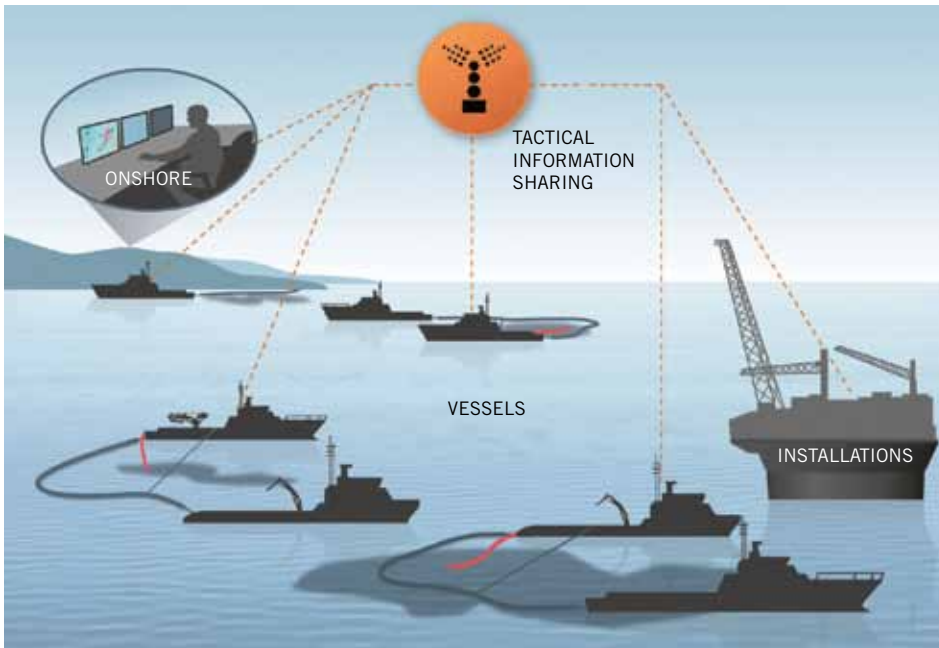 TACTICAL
INFORMATION
SHARING
ONSHORE
VESSELS
INSTALLATIONS